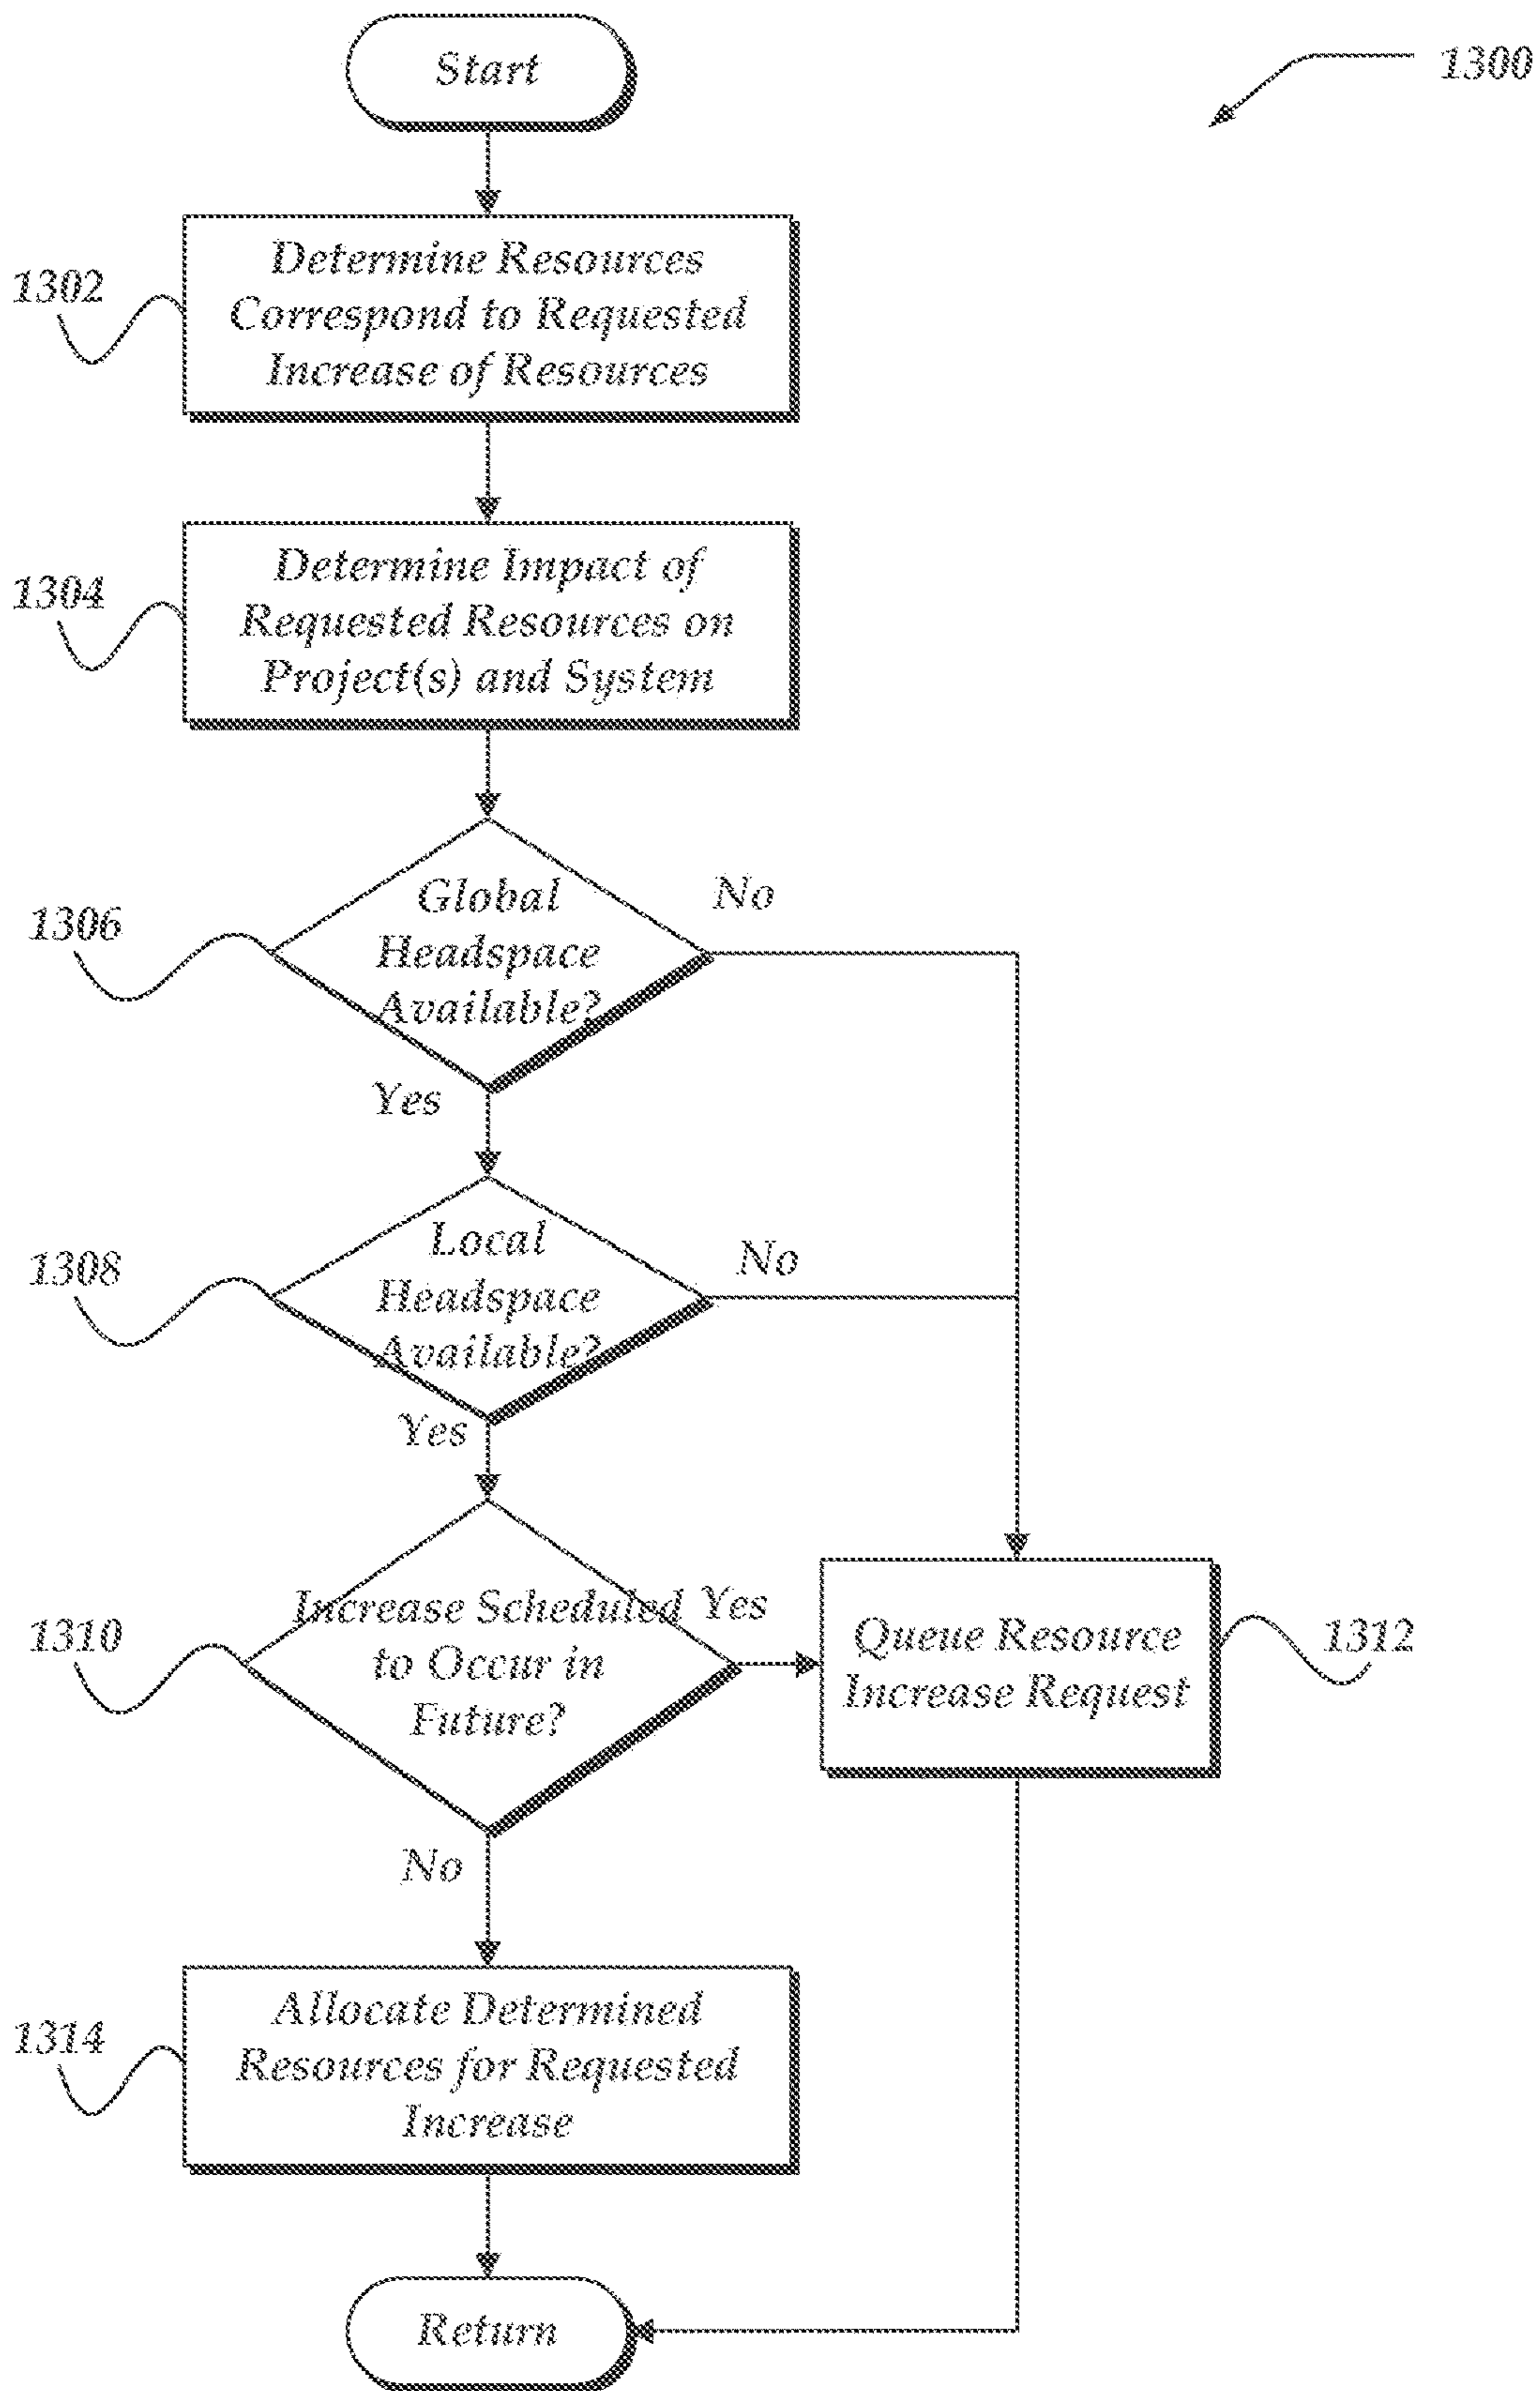 Start
1300
1302
Determine Resources
Correspond to Requested
Increase of Resources
1304
Determine Impact of
Requested Resources on
Project(s) and System
1306
Global
Headspace
Available?
No
Yes
1308
Local
Headspace
Available?
No
Yes
1310
Increase Scheduled
to Occur in
Future?
Yes
Queue Resource
Increase Request
1312
No
1314
Allocate Determined
Resources for Requested
Increase
Return